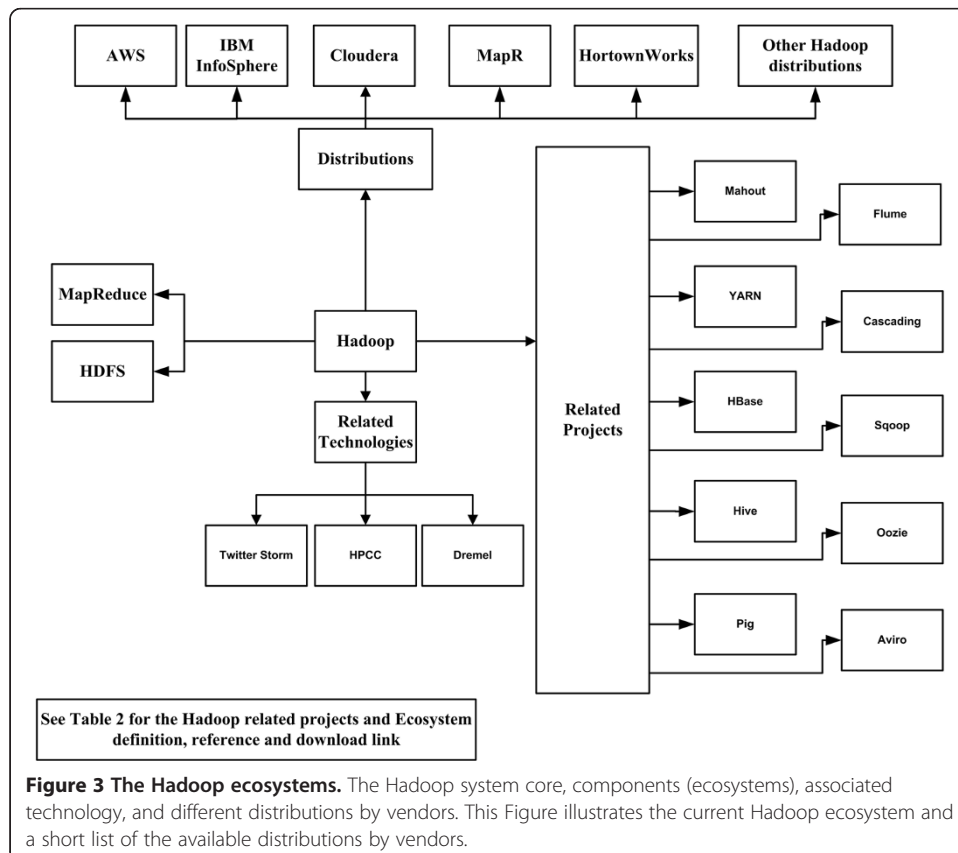 AWS
IBM
InfoSphere
Cloudera
MapR
HortownWorks
Other Hadoop
distributions
Distributions
Mahout
Flume
MapReduce
YARN
Cascading
Hadoop
HDFS
HBase
Related
Technologies
Related
Projects
Sqoop
Hive
Oozie
Twitter Storm
HPCC
Dremel
Pig
Aviro
See Table 2 for the Hadoop related projects and Ecosystem
definition, reference and download link
Figure 3 The Hadoop ecosystems. The Hadoop system core, components (ecosystems), associated
technology, and different distributions by vendors. This Figure illustrates the current Hadoop ecosystem and
a short list of the available distributions by vendors.